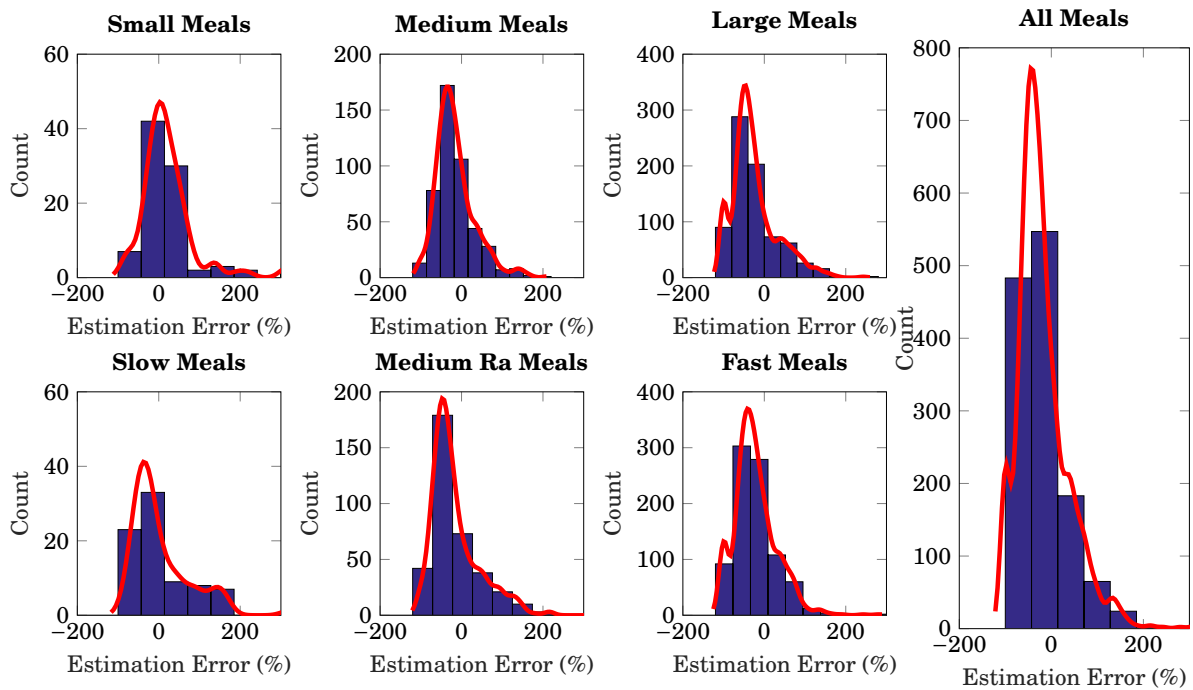 Small Meals
60
40
20
0
−200
0
200
Count
Estimation Error (%)
Medium Meals
200
150
100
50
0
−200
0
200
Count
Estimation Error (%)
Large Meals
400
300
200
100
0
−200
0
200
Count
Estimation Error (%)
All Meals
800
700
600
500
400
300
200
100
0
−200
0
200
Count
Estimation Error (%)
Slow Meals
60
40
20
0
−200
0
200
Count
Estimation Error (%)
Medium Ra Meals
200
150
100
50
0
−200
0
200
Count
Estimation Error (%)
Fast Meals
400
300
200
100
0
−200
0
200
Count
Estimation Error (%)